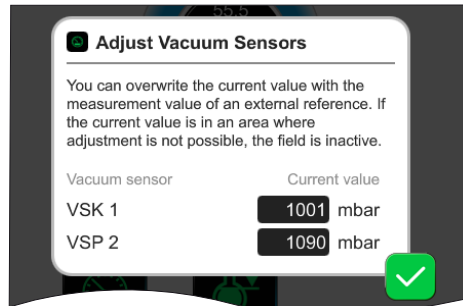 55.5
Adjust Vacuum Sensors
You can overwrite the current value with the
measurement value of an external reference. If
the current value is in an area where
adjustment is not possible, the field is inactive.
Vacuum sensor Current value
VSK 1 1001 mbar
VSP 2 1090 mbar